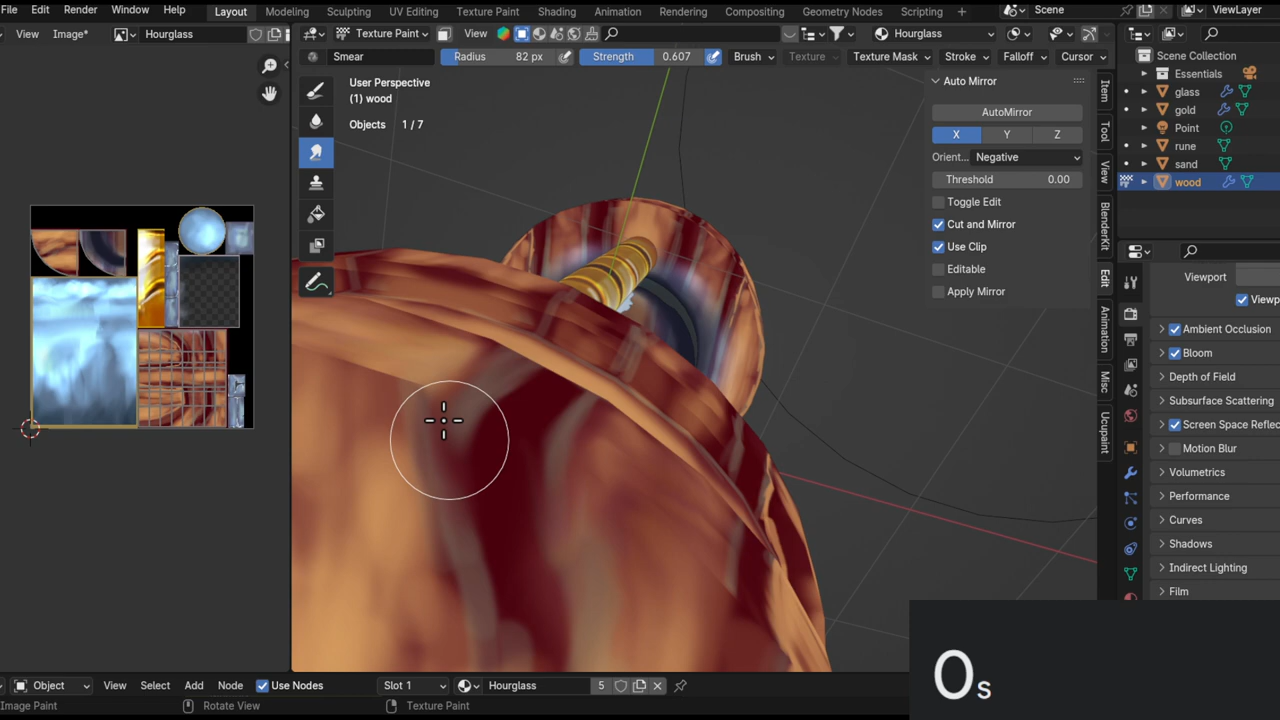 File Edit Render Window Help Layout Modeling Sculpting UV Editing Texture Paint Shading Animation Rendering Compositing Geometry Nodes Scripting + Scene ViewLayer
View Image* Hourglass Texture Paint View Hourglass
Smear Radius 82 px Strength 0.607 Brush Texture Texture Mask Stroke Falloff Cursor
User Perspective
(1) wood
Objects 1/7
Auto Mirror
AutoMirror
X Y Z
Orient... Negative
Threshold 0.00
Toggle Edit
Cut and Mirror
Use Clip
Editable
Apply Mirror
Item
Tool
View
BlenderKit
Edit
Animation
Misc
Ucupaint
Scene Collection
Essentials
glass
gold
Point
rune
sand
wood
Viewport
Viewp
Ambient Occlusion
Bloom
Depth of Field
Subsurface Scattering
Screen Space Reflec
Motion Blur
Volumetrics
Performance
Curves
Shadows
Indirect Lighting
Film
Object View Select Add Node Use Nodes Slot 1 Hourglass 5
Image Paint Rotate View Texture Paint
0s